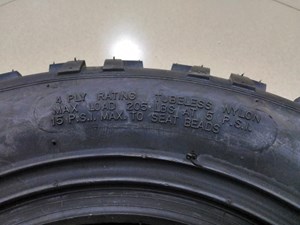 4 PLY RATING TUBELESS NYLON
MAX LOAD 205 LBS. AT 5 P.S.I.
15 P.S.I. MAX. TO SEAT BEADS